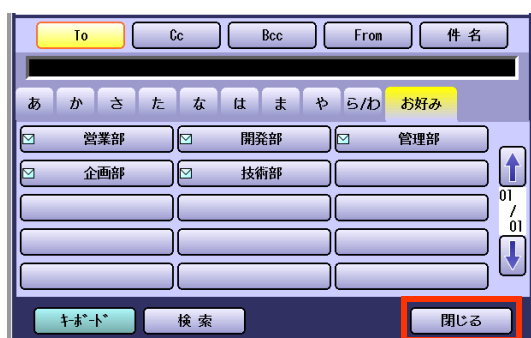 To Cc Bcc From 件 名
あ か さ た な は ま や ら/わ お好み
営業部 開発部 管理部
企画部 技術部
01
/
01
ｷｰﾎﾞｰﾄﾞ 検 索 閉じる